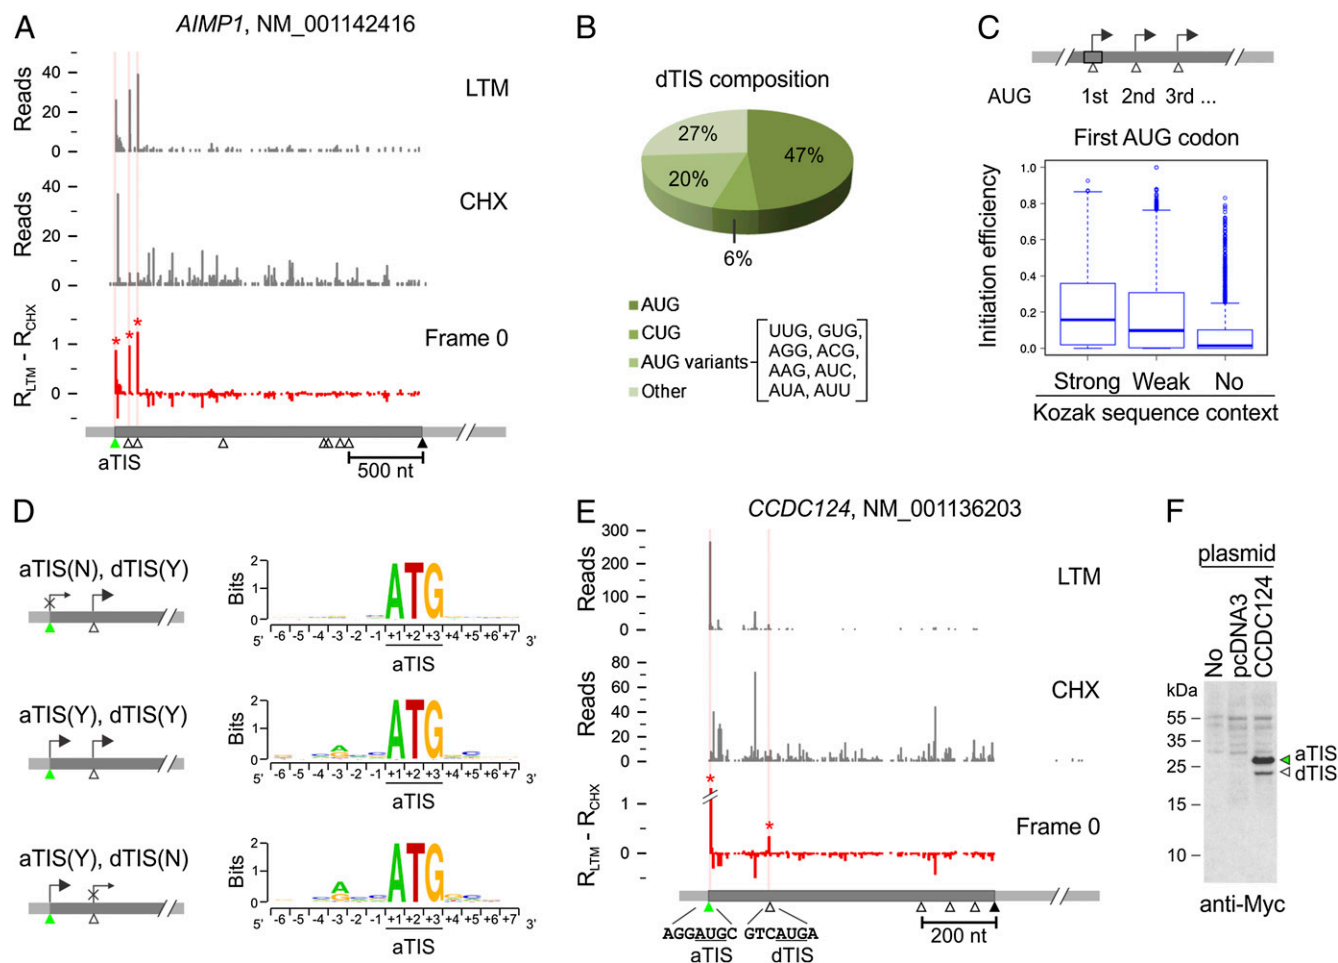 A
AIMP1, NM_001142416
Reads
40
20
0
LTM
Reads
40
20
0
CHX
R_LTM - R_CHX
1
0
* * *
Frame 0
aTIS
500 nt
B
dTIS composition
27%
47%
20%
6%
AUG
CUG
AUG variants
Other
UUG, GUG,
AGG, ACG,
AAG, AUC,
AUA, AUU
C
AUG 1st 2nd 3rd ...
First AUG codon
Initiation efficiency
1.0
0.8
0.6
0.4
0.2
0.0
Strong Weak No
Kozak sequence context
D
aTIS(N), dTIS(Y)
Bits
2
1
0
ATG
5' -6 -5 -4 -3 -2 -1 +1 +2 +3 +4 +5 +6 +7 3'
aTIS
aTIS(Y), dTIS(Y)
Bits
2
1
0
A ATG
5' -6 -5 -4 -3 -2 -1 +1 +2 +3 +4 +5 +6 +7 3'
aTIS
aTIS(Y), dTIS(N)
Bits
2
1
0
A ATG
5' -6 -5 -4 -3 -2 -1 +1 +2 +3 +4 +5 +6 +7 3'
aTIS
E
CCDC124, NM_001136203
Reads
300
200
100
0
LTM
Reads
80
60
40
20
0
CHX
R_LTM - R_CHX
1
0
* *
Frame 0
AGGAUGC GTCAUGA
aTIS dTIS
200 nt
F
plasmid
No
pcDNA3
CCDC124
kDa
55
35
25
15
10
aTIS
dTIS
anti-Myc